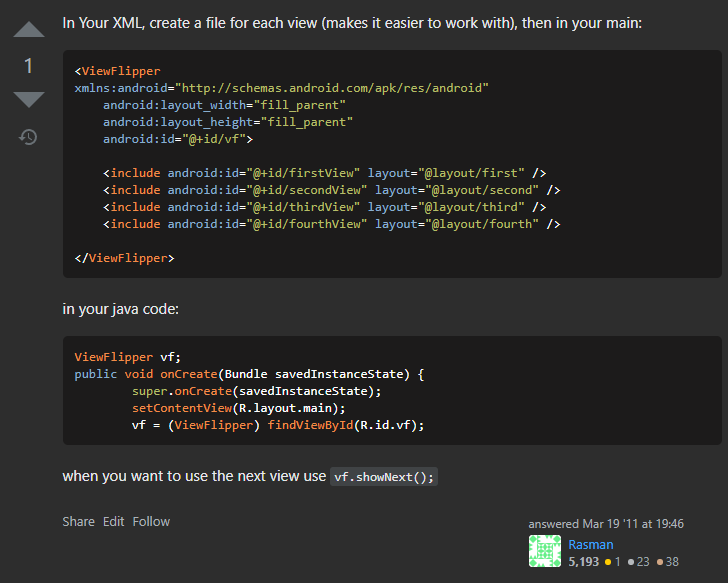 In Your XML, create a file for each view (makes it easier to work with), then in your main:
1
<ViewFlipper
xmlns:android="http://schemas.android.com/apk/res/android"
    android:layout_width="fill_parent"
    android:layout_height="fill_parent"
    android:id="@+id/vf">

    <include android:id="@+id/firstView" layout="@layout/first" />
    <include android:id="@+id/secondView" layout="@layout/second" />
    <include android:id="@+id/thirdView" layout="@layout/third" />
    <include android:id="@+id/fourthView" layout="@layout/fourth" />

</ViewFlipper>
in your java code:
ViewFlipper vf;
public void onCreate(Bundle savedInstanceState) {
        super.onCreate(savedInstanceState);
        setContentView(R.layout.main);
        vf = (ViewFlipper) findViewById(R.id.vf);
when you want to use the next view use vf.showNext();
Share Edit Follow
answered Mar 19 '11 at 19:46
Rasman
5,193 1 23 38